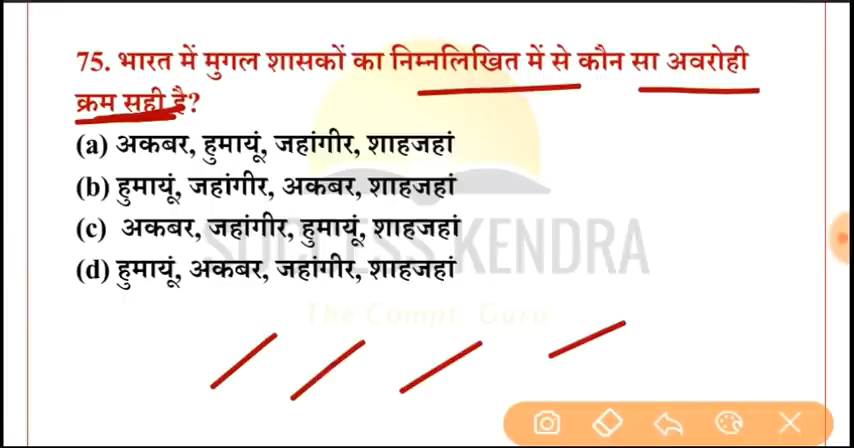 75. भारत में मुगल शासकों का निम्नलिखित में से कौन सा अवरोही
क्रम सही है?
(a) अकबर, हुमायूं, जहांगीर, शाहजहां
(b) हुमायूं, जहांगीर, अकबर, शाहजहां
(c) अकबर, जहांगीर, हुमायूं, शाहजहां
(d) हुमायूं, अकबर, जहांगीर, शाहजहां
SUCCESS KENDRA
The Compt. Guru